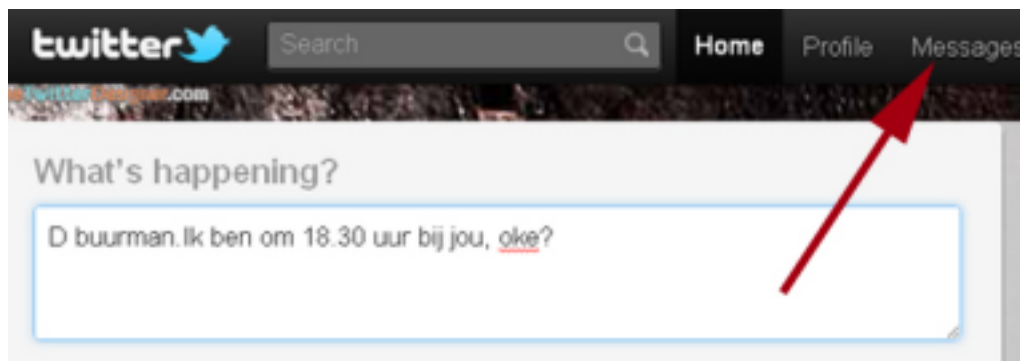 twitter Search Home Profile Messages
.com
What's happening?
D buurman.Ik ben om 18.30 uur bij jou, oke?